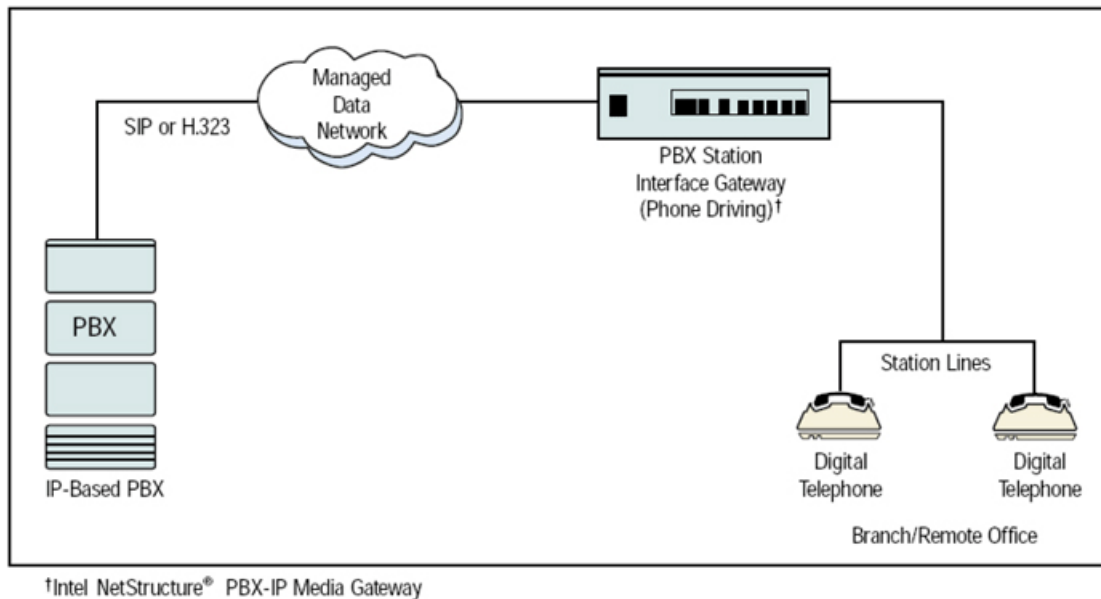 Managed
Data
Network
SIP or H.323
PBX Station
Interface Gateway
(Phone Driving)†
PBX
IP-Based PBX
Station Lines
Digital
Telephone
Digital
Telephone
Branch/Remote Office
†Intel NetStructure® PBX-IP Media Gateway